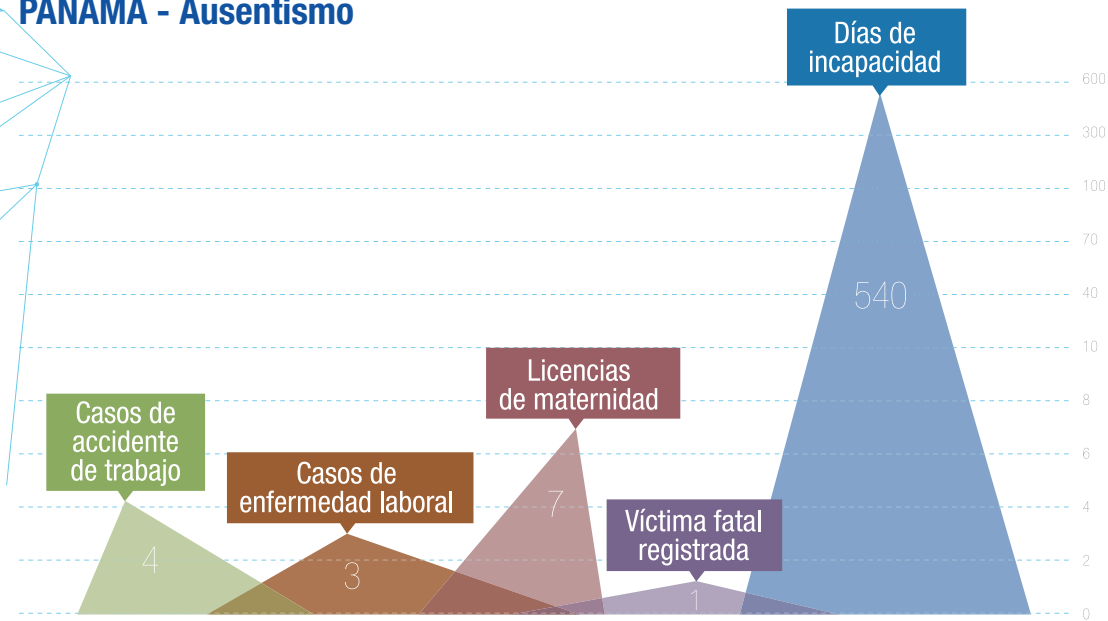 PANAMÁ - Ausentismo
Días de
incapacidad
600
300
100
70
540
40
10
Licencias
de maternidad
8
Casos de
accidente
de trabajo
Casos de
enfermedad laboral
6
7
4
Víctima fatal
registrada
4
3
2
1
0